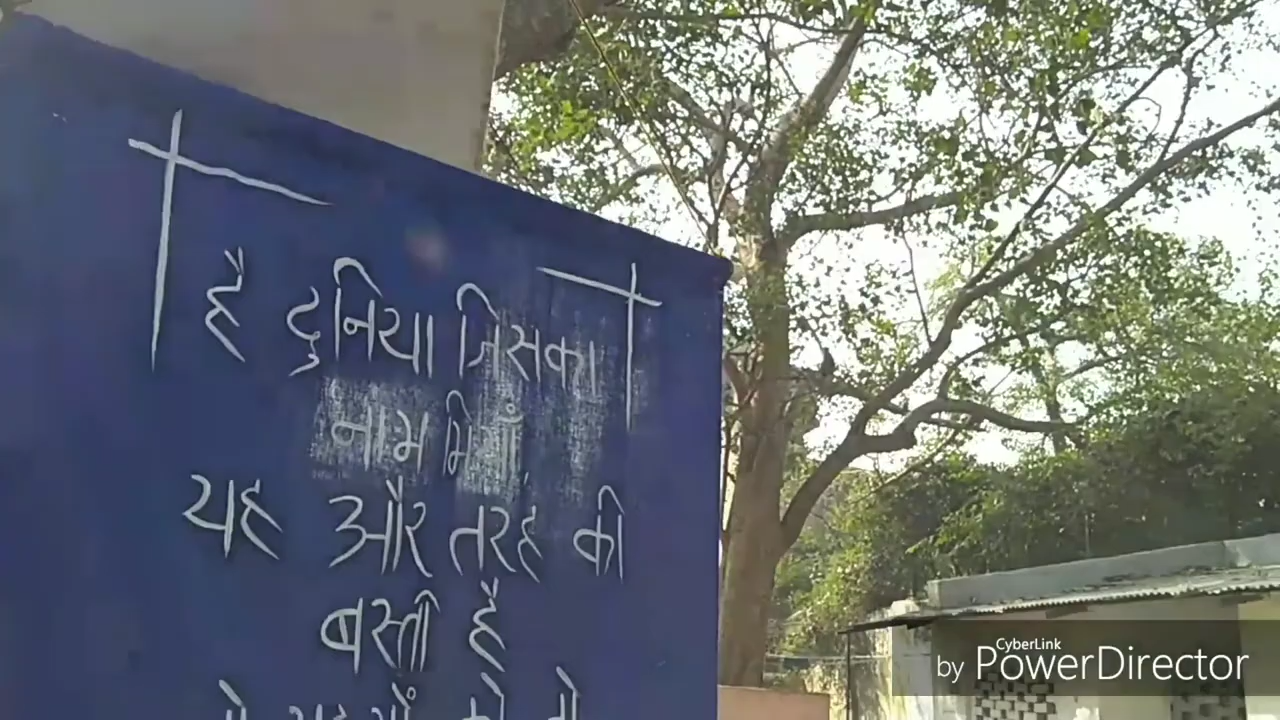 है दुनिया जिसका
नाम मियाँ
यह और तरह की
बस्ती है
CyberLink
by PowerDirector